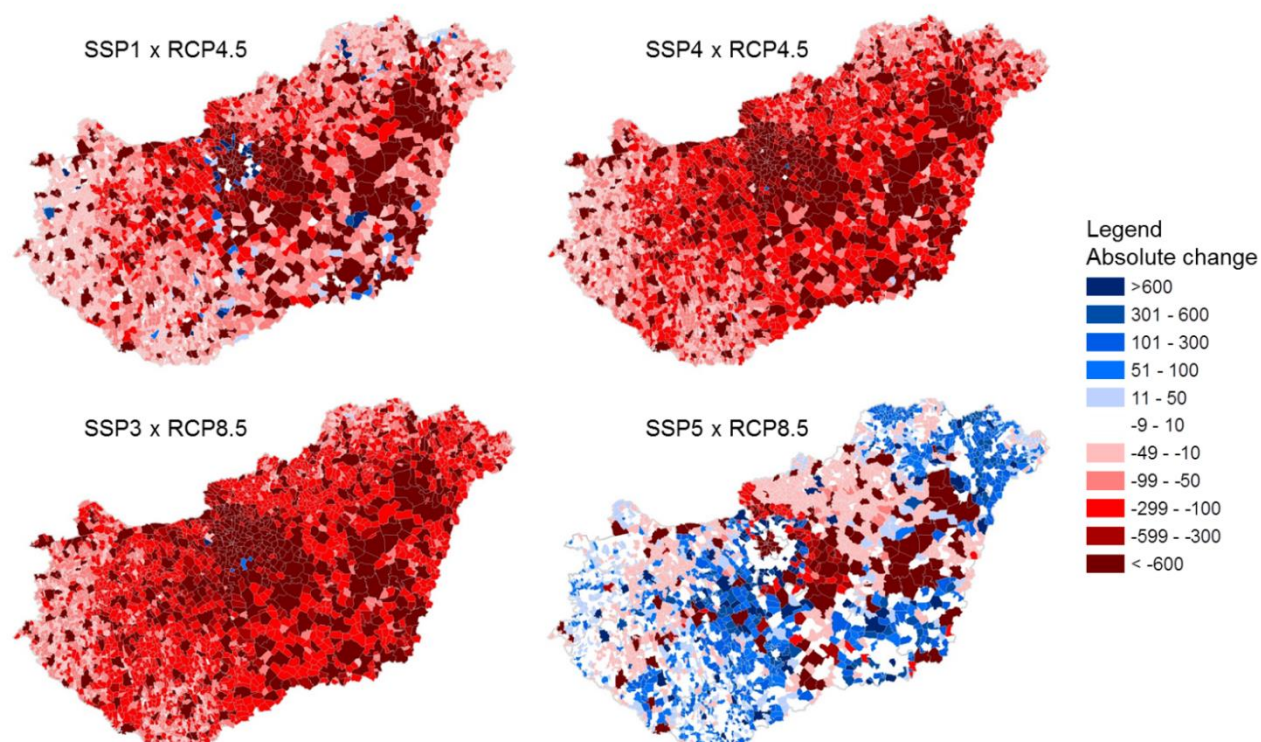 SSP1 x RCP4.5
SSP4 x RCP4.5
SSP3 x RCP8.5
SSP5 x RCP8.5
Legend
Absolute change
>600
301 - 600
101 - 300
51 - 100
11 - 50
-9 - 10
-49 - -10
-99 - -50
-299 - -100
-599 - -300
< -600